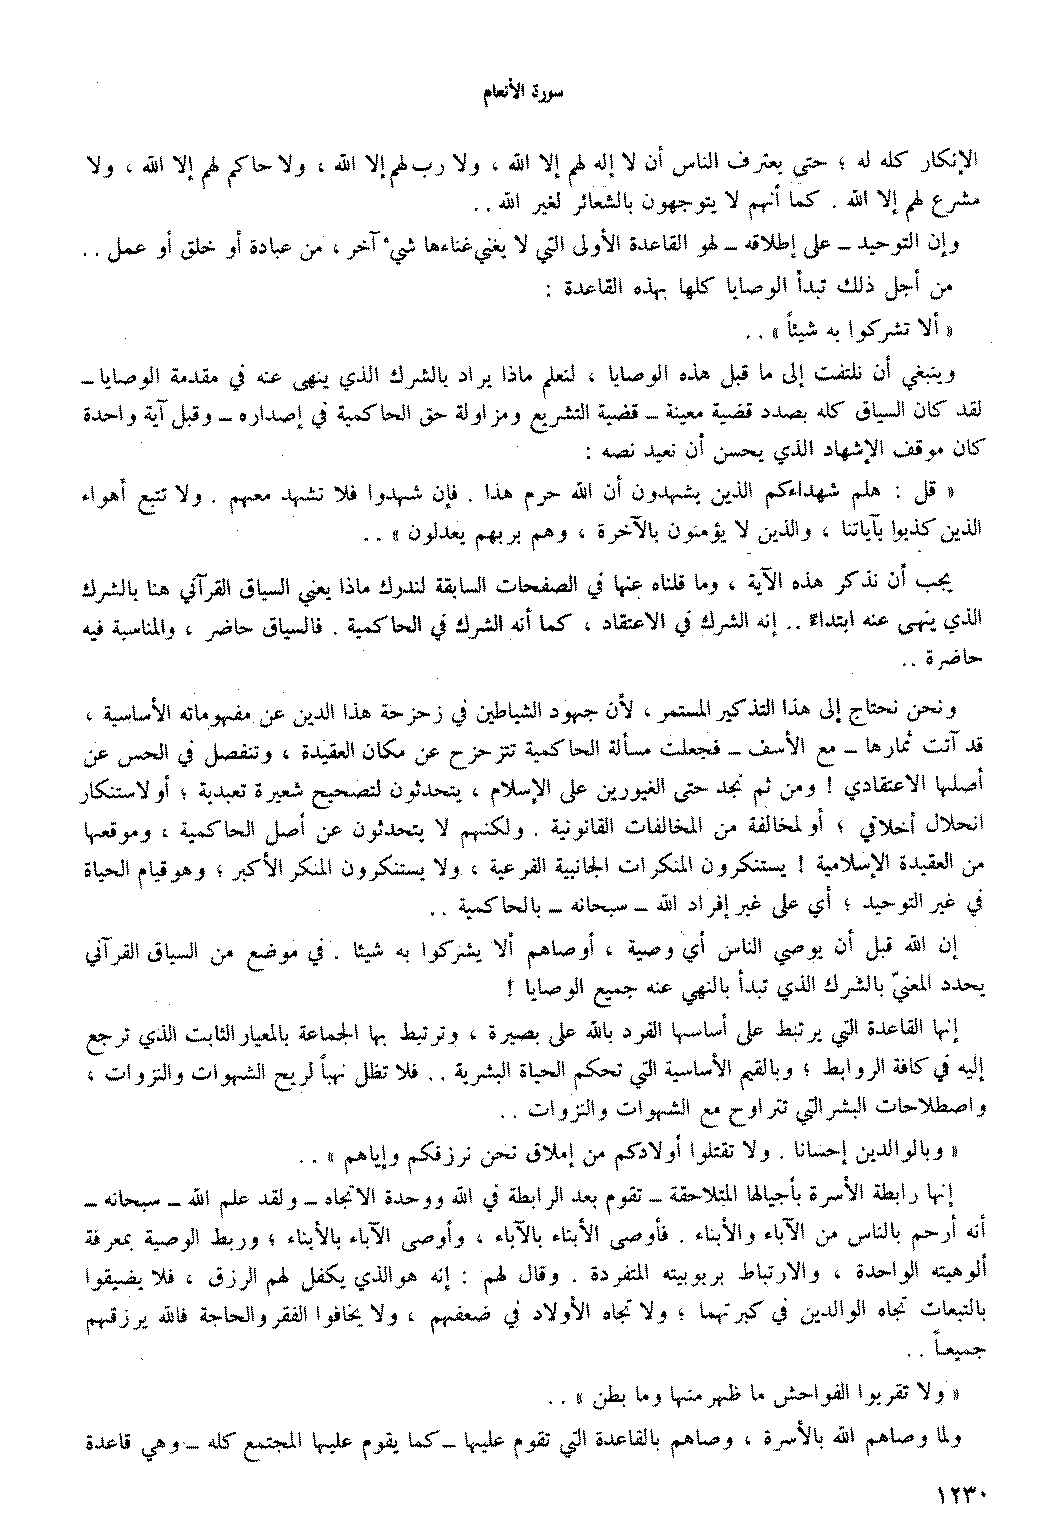 سورة الأنعام
الإنكار كله له ؛ حتى يعترف الناس أن لا إله لهم إلا الله ، ولا رب لهم إلا الله ، ولا حاكم لهم إلا الله ، ولا
مشرع لهم إلا الله . كما أنهم لا يتوجهون بالشعائر لغير الله . .
وإن التوحيد – على إطلاقه – لهو القاعدة الأولى التي لا يغني غناءها شيء آخر ، من عبادة أو خلق أو عمل . .
من أجل ذلك تبدأ الوصايا كلها بهذه القاعدة :
« ألا تشركوا به شيئاً » . .
وينبغي أن نلتفت إلى ما قبل هذه الوصايا ، لنعلم ماذا يراد بالشرك الذي ينهى عنه في مقدمة الوصايا –
لقد كان السياق كله بصدد قضية معينة – قضية التشريع ومزاولة حق الحاكمية في إصداره – وقبل آية واحدة
كان موقف الإشهاد الذي يحسن أن نعيد نصه :
« قل : هلم شهداءكم الذين يشهدون أن الله حرم هذا . فإن شهدوا فلا تشهد معهم . ولا تتبع أهواء
الذين كذبوا بآياتنا ، والذين لا يؤمنون بالآخرة ، وهم بربهم يعدلون » . .
يجب أن نذكر هذه الآية ، وما قلناه عنها في الصفحات السابقة لندرك ماذا يعني السياق القرآني هنا بالشرك
الذي ينهى عنه ابتداء . . إنه الشرك في الاعتقاد ، كما أنه الشرك في الحاكمية . فالسياق حاضر ، والمناسبة فيه
حاضرة . .
ونحن نحتاج إلى هذا التذكير المستمر ، لأن جهود الشياطين في زحزحة هذا الدين عن مفهوماته الأساسية ،
قد آتت ثمارها – مع الأسف – فجعلت مسألة الحاكمية تتزحزح عن مكان العقيدة ، وتنفصل في الحس عن
أصلها الاعتقادي ! ومن ثم نجد حتى الغيورين على الإسلام ، يتحدثون لتصحيح شعيرة تعبدية ؛ أو لاستنكار
انحلال أخلاقي ؛ أو لمخالفة من المخالفات القانونية . ولكنهم لا يتحدثون عن أصل الحاكمية ، وموقعها
من العقيدة الإسلامية ! يستنكرون المنكرات الجانبية الفرعية ، ولا يستنكرون المنكر الأكبر ؛ وهو قيام الحياة
في غير التوحيد ؛ أي على غير إفراد الله – سبحانه – بالحاكمية . .
إن الله قبل أن يوصي الناس أي وصية ، أوصاهم ألا يشركوا به شيئا . في موضع من السياق القرآني
يحدد المعنيّ بالشرك الذي تبدأ بالنهي عنه جميع الوصايا !
إنها القاعدة التي يرتبط على أساسها الفرد بالله على بصيرة ، وترتبط بها الجماعة بالمعيار الثابت الذي ترجع
إليه في كافة الروابط ؛ وبالقيم الأساسية التي تحكم الحياة البشرية . . فلا تظل نهباً لريح الشهوات والنزوات ،
واصطلاحات البشر التي تتراوح مع الشهوات والنزوات . .
« وبالوالدين إحسانا . ولا تقتلوا أولادكم من إملاق نحن نرزقكم وإياهم » . .
إنها رابطة الأسرة بأجيالها المتلاحقة – تقوم بعد الرابطة في الله ووحدة الاتجاه – ولقد علم الله – سبحانه –
أنه أرحم بالناس من الآباء والأبناء . فأوصى الأبناء بالآباء ، وأوصى الآباء بالأبناء ؛ وربط الوصية بمعرفة
ألوهيته الواحدة ، والارتباط بربوبيته المتفردة . وقال لهم : إنه هو الذي يكفل لهم الرزق ، فلا يضيقوا
بالتبعات تجاه الوالدين في كبرتهما ؛ ولا تجاه الأولاد في ضعفهم ، ولا يخافوا الفقر والحاجة فالله يرزقهم
جميعاً . .
« ولا تقربوا الفواحش ما ظهر منها وما بطن » . .
ولما وصاهم الله بالأسرة ، وصاهم بالقاعدة التي تقوم عليها – كما يقوم عليها المجتمع كله – وهي قاعدة
١٢٣٠